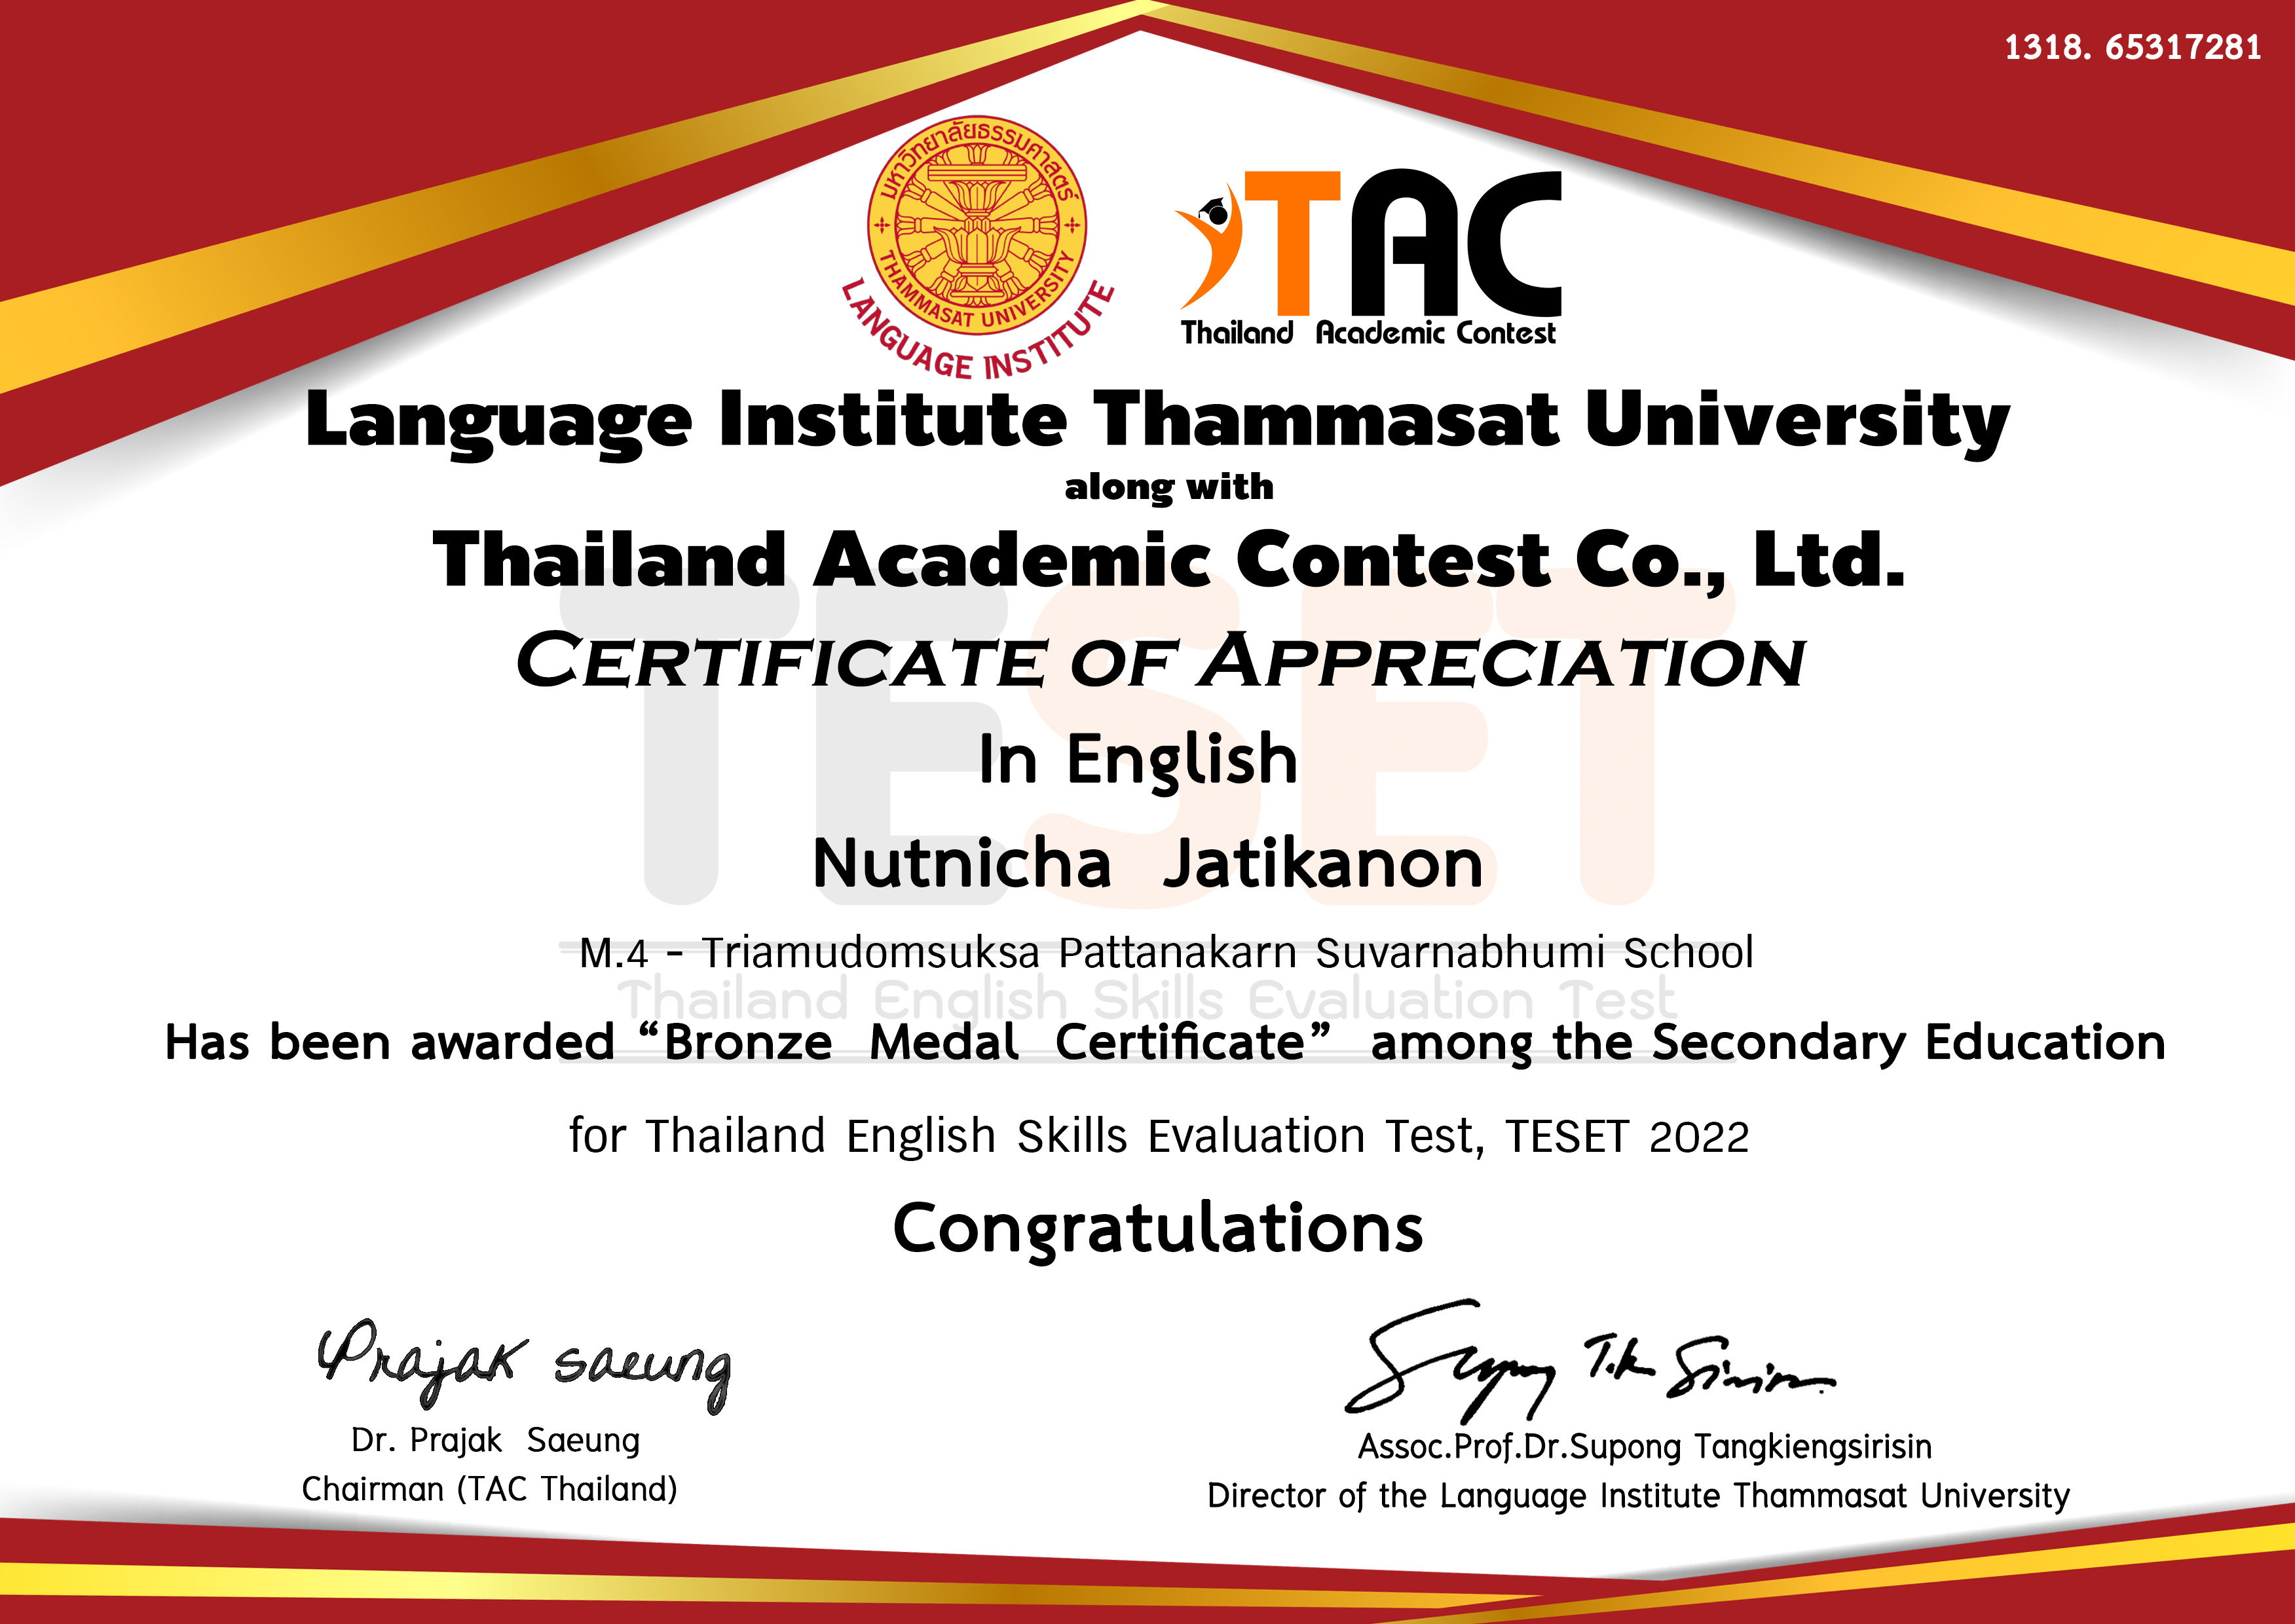 1318. 65317281
มหาวิทยาลัยธรรมศาสตร์
THAMMASAT UNIVERSITY
LANGUAGE INSTITUTE
TAC
Thailand Academic Contest
Language Institute Thammasat University
along with
Thailand Academic Contest Co., Ltd.
CERTIFICATE OF APPRECIATION
TESET
In English
Nutnicha Jatikanon
M.4 - Triamudomsuksa Pattanakarn Suvarnabhumi School
Thailand English Skills Evaluation Test
Has been awarded “Bronze Medal Certificate” among the Secondary Education
for Thailand English Skills Evaluation Test, TESET 2022
Congratulations
Prajak Saeung
Dr. Prajak Saeung
Chairman (TAC Thailand)
Supong
Assoc.Prof.Dr.Supong Tangkiengsirisin
Director of the Language Institute Thammasat University